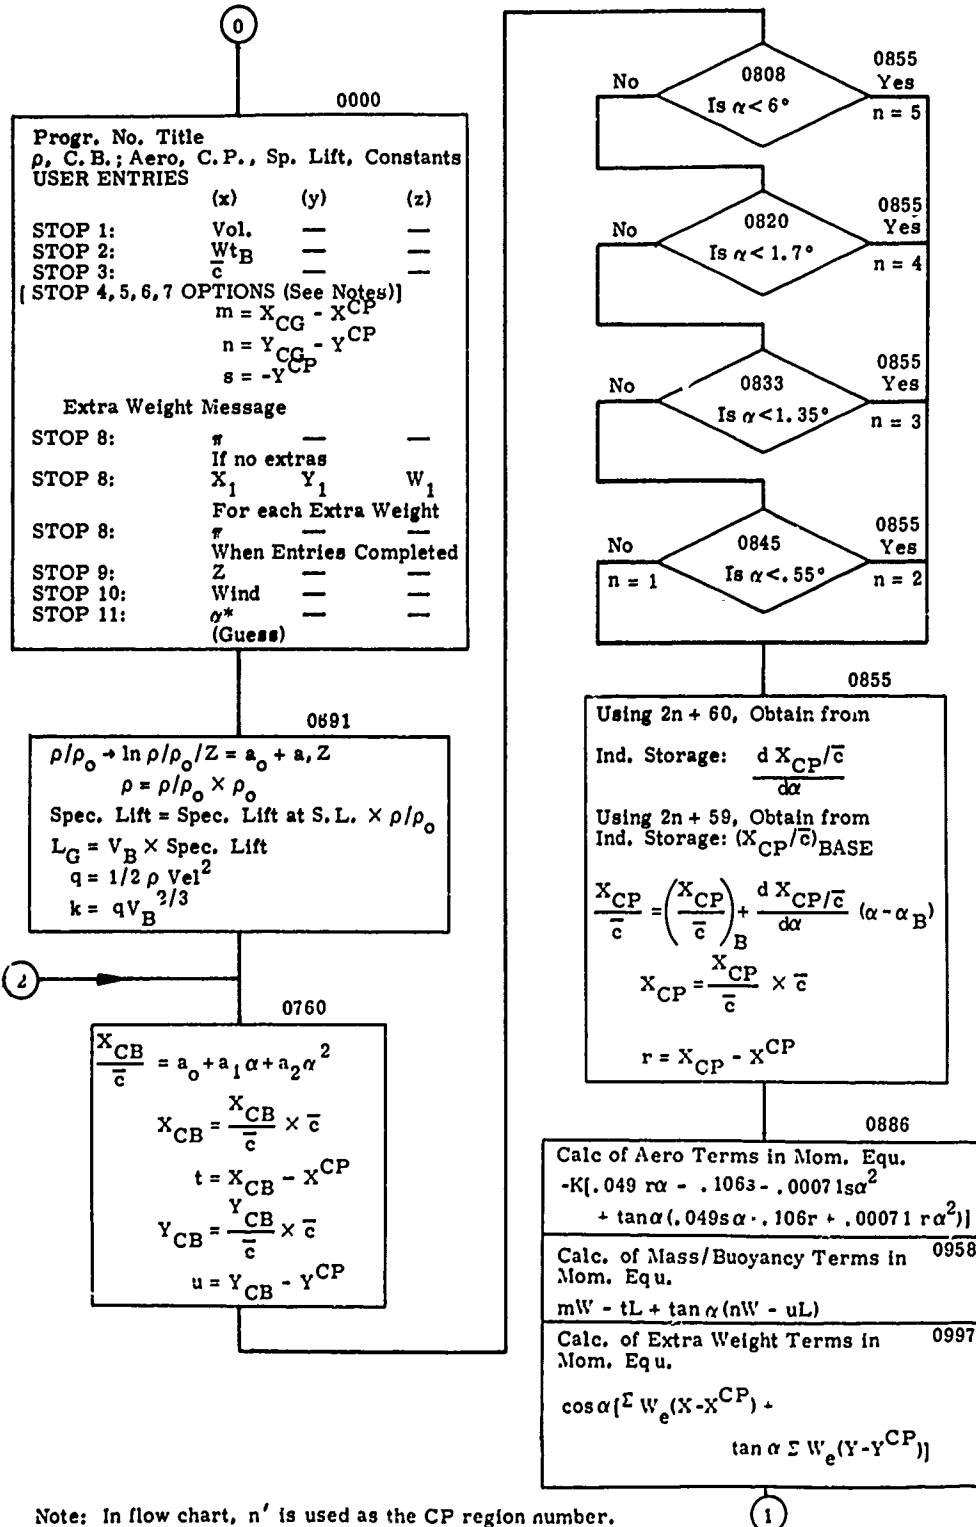 0
0000
Progr. No. Title
ρ, C.B.; Aero, C.P., Sp. Lift, Constants
USER ENTRIES
(x) (y) (z)
STOP 1: Vol. — —
STOP 2: Wt_B — —
STOP 3: c̄ — —
[STOP 4,5,6,7 OPTIONS (See Notes)]
m = X_CG - X^CP
n = Y_CG - Y^CP
s = -Y^CP
Extra Weight Message
STOP 8: π — —
If no extras
STOP 8: X_1 Y_1 W_1
For each Extra Weight
STOP 8: π — —
When Entries Completed
STOP 9: Z — —
STOP 10: Wind — —
STOP 11: α* — —
(Guess)
0691
ρ/ρ_o → ln ρ/ρ_o/Z = a_o + a, Z
ρ = ρ/ρ_o × ρ_o
Spec. Lift = Spec. Lift at S.L. × ρ/ρ_o
L_G = V_B × Spec. Lift
q = 1/2 ρ Vel^2
k = qV_B^2/3
2
0760
X_CB/c̄ = a_o + a_1 α + a_2 α^2
X_CB = X_CB/c̄ × c̄
t = X_CB - X^CP
Y_CB = Y_CB/c̄ × c̄
u = Y_CB - Y^CP
0808
Is α < 6°
No
0855
Yes
n = 5
0820
Is α < 1.7°
No
0855
Yes
n = 4
0833
Is α < 1.35°
No
0855
Yes
n = 3
0845
Is α < .55°
No
n = 1
0855
Yes
n = 2
0855
Using 2n + 60, Obtain from
Ind. Storage: d X_CP/c̄ / dα
Using 2n + 59, Obtain from
Ind. Storage: (X_CP/c̄)_BASE
X_CP/c̄ = (X_CP/c̄)_B + d X_CP/c̄ / dα (α - α_B)
X_CP = X_CP/c̄ × c̄
r = X_CP - X^CP
0886
Calc of Aero Terms in Mom. Equ.
-K[.049 rα - .106s - .00071sα^2
+ tanα(.049sα - .106r + .00071 rα^2)]
0958
Calc. of Mass/Buoyancy Terms in
Mom. Equ.
mW - tL + tan α (nW - uL)
0997
Calc. of Extra Weight Terms in
Mom. Equ.
cos α[Σ W_e(X-X^CP) +
tan α Σ W_e(Y-Y^CP)]
1
Note: In flow chart, n′ is used as the CP region number.